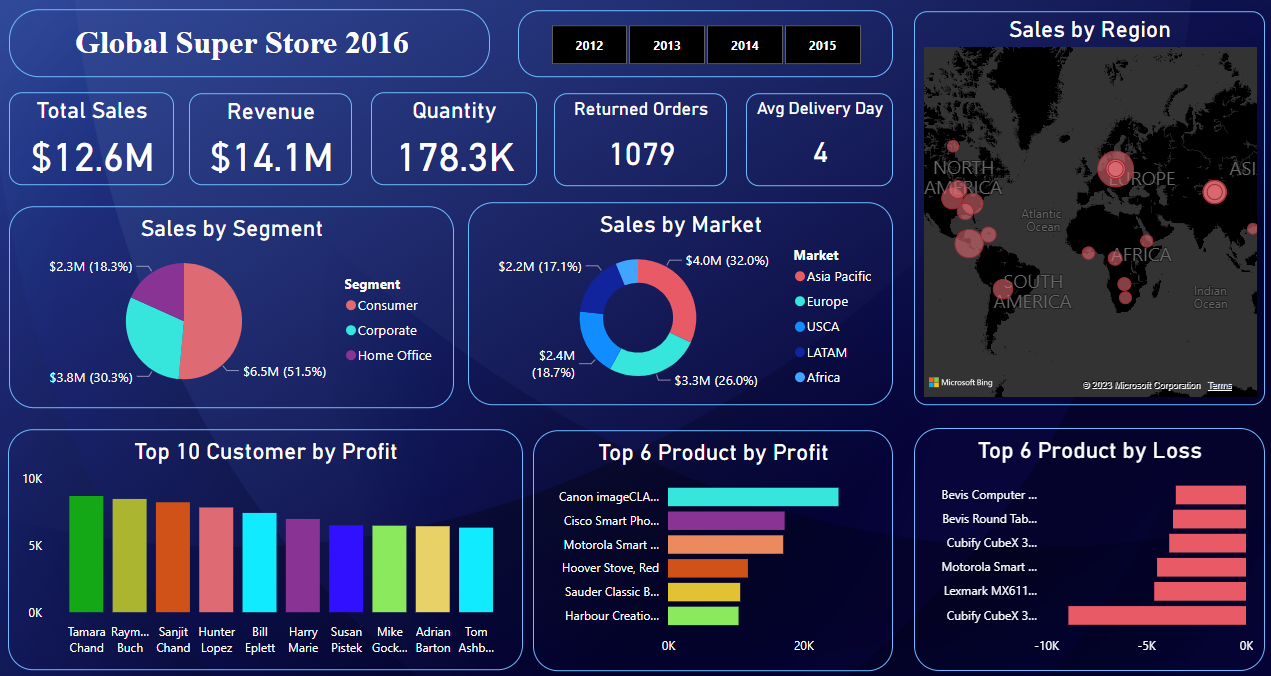 Global Super Store 2016
2012
2013
2014
2015
Total Sales
$12.6M
Revenue
$14.1M
Quantity
178.3K
Returned Orders
1079
Avg Delivery Day
4
Sales by Region
NORTH
AMERICA
EUROPE
ASI
Atlantic
Ocean
AFRICA
SOUTH
AMERICA
Indian
Ocean
Microsoft Bing
© 2023 Microsoft Corporation Terms
Sales by Segment
$2.3M (18.3%)
$3.8M (30.3%)
$6.5M (51.5%)
Segment
Consumer
Corporate
Home Office
Sales by Market
$2.2M (17.1%)
$4.0M (32.0%)
$2.4M
(18.7%)
$3.3M (26.0%)
Market
Asia Pacific
Europe
USCA
LATAM
Africa
Top 10 Customer by Profit
10K
5K
0K
Tamara
Chand
Raym...
Buch
Sanjit
Chand
Hunter
Lopez
Bill
Eplett
Harry
Marie
Susan
Pistek
Mike
Gock...
Adrian
Barton
Tom
Ashb...
Top 6 Product by Profit
Canon imageCLA...
Cisco Smart Pho...
Motorola Smart ...
Hoover Stove, Red
Sauder Classic B...
Harbour Creatio...
0K
20K
Top 6 Product by Loss
Bevis Computer ...
Bevis Round Tab...
Cubify CubeX 3...
Motorola Smart ...
Lexmark MX611...
Cubify CubeX 3...
-10K
-5K
0K